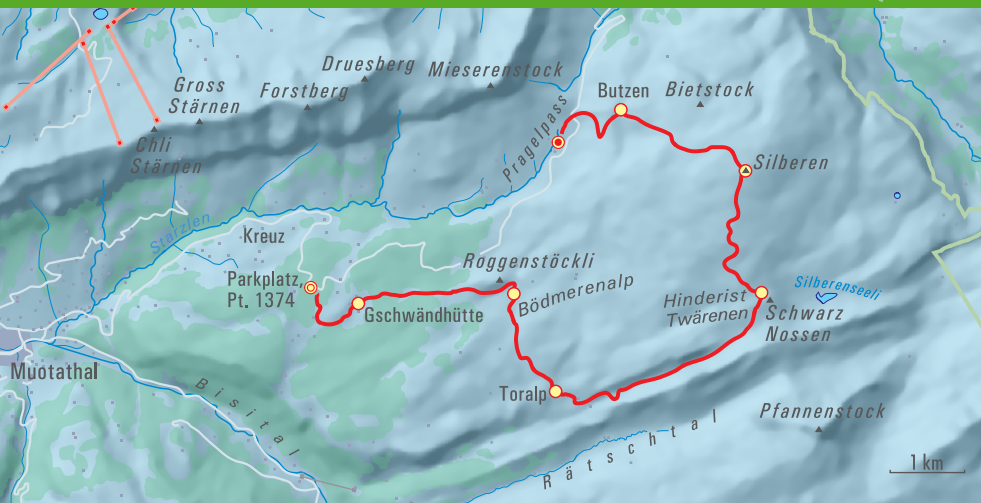 Druesberg
Mieserenstock
Gross
Stärnen
Forstberg
Butzen
Bietstock
Chli
Stärnen
Pragelpass
Silberen
Starzlen
Kreuz
Roggenstöckli
Parkplatz,
Pt. 1374
Gschwändhütte
Bödmerenalp
Hinderist
Twärenen
Silberenseeli
Schwarz
Nossen
Muotathal
Bisital
Toralp
Pfannenstock
Rätschtal
1 km